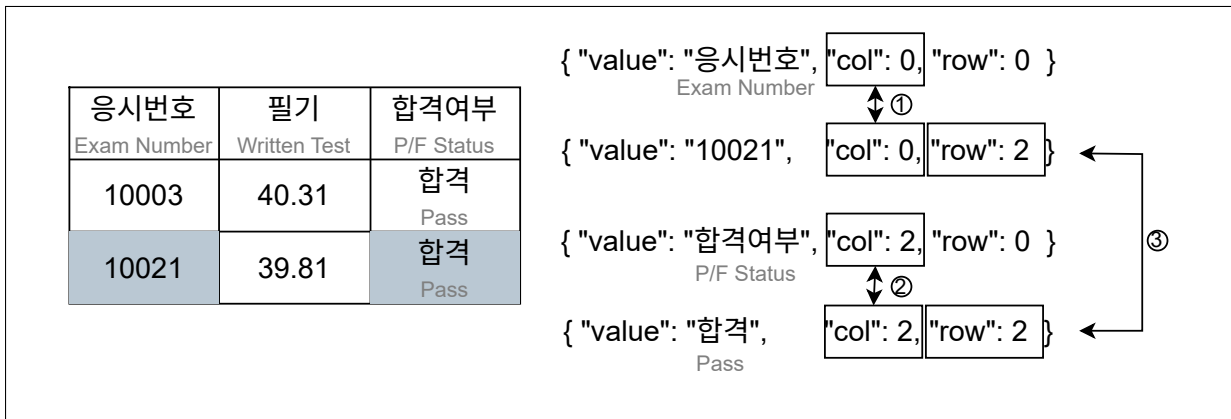 응시번호 필기 합격여부
Exam Number Written Test P/F Status
10003 40.31 합격
Pass
10021 39.81 합격
Pass
{ "value": "응시번호", "col": 0, "row": 0 }
Exam Number
①
{ "value": "10021", "col": 0, "row": 2 }
{ "value": "합격여부", "col": 2, "row": 0 }
P/F Status
②
{ "value": "합격", "col": 2, "row": 2 }
Pass
③